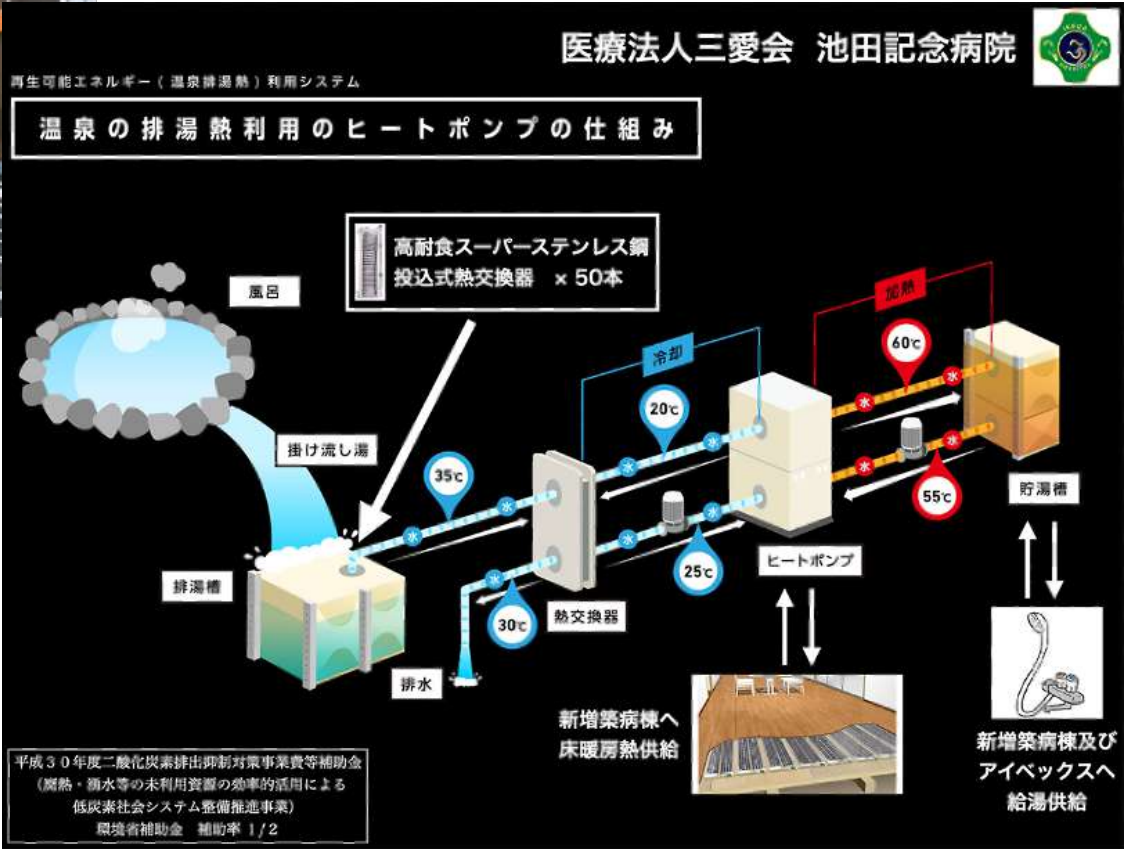 医療法人三愛会 池田記念病院
再生可能エネルギー(温泉排湯熱)利用システム
温泉の排湯熱利用のヒートポンプの仕組み
高耐食スーパーステンレス鋼
投込式熱交換器 ×50本
風呂
掛け流し湯
排湯槽
35℃
水
水
冷却
20℃
水
水
加熱
60℃
水
水
水
水
55℃
貯湯槽
水
水
25℃
ヒートポンプ
熱交換器
水
30℃
排水
新増築病棟へ
床暖房熱供給
新増築病棟及び
アイベックスへ
給湯供給
平成30年度二酸化炭素排出抑制対策事業費等補助金
(廃熱・湧水等の未利用資源の効率的活用による
低炭素社会システム整備推進事業)
環境省補助金 補助率 1/2